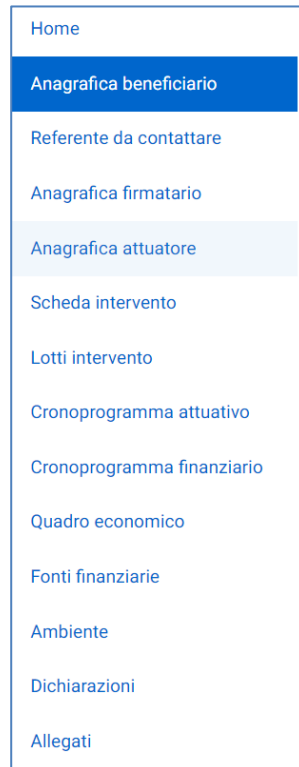 Home
Anagrafica beneficiario
Referente da contattare
Anagrafica firmatario
Anagrafica attuatore
Scheda intervento
Lotti intervento
Cronoprogramma attuativo
Cronoprogramma finanziario
Quadro economico
Fonti finanziarie
Ambiente
Dichiarazioni
Allegati